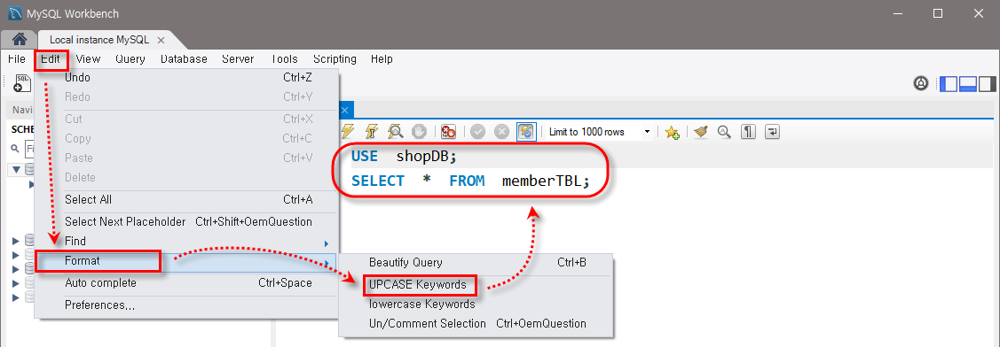 MySQL Workbench
Local instance MySQL
File Edit View Query Database Server Tools Scripting Help
SQL
Undo Ctrl+Z
Redo Ctrl+Y
Cut Ctrl+X
Copy Ctrl+C
Paste Ctrl+V
Delete
Select All Ctrl+A
Select Next Placeholder Ctrl+Shift+OemQuestion
Find
Format
Auto complete Ctrl+Space
Preferences...
Navi
SCHE
Fi
Limit to 1000 rows
USE shopDB;
SELECT * FROM memberTBL;
Beautify Query Ctrl+B
UPCASE Keywords
lowercase Keywords
Un/Comment Selection Ctrl+OemQuestion